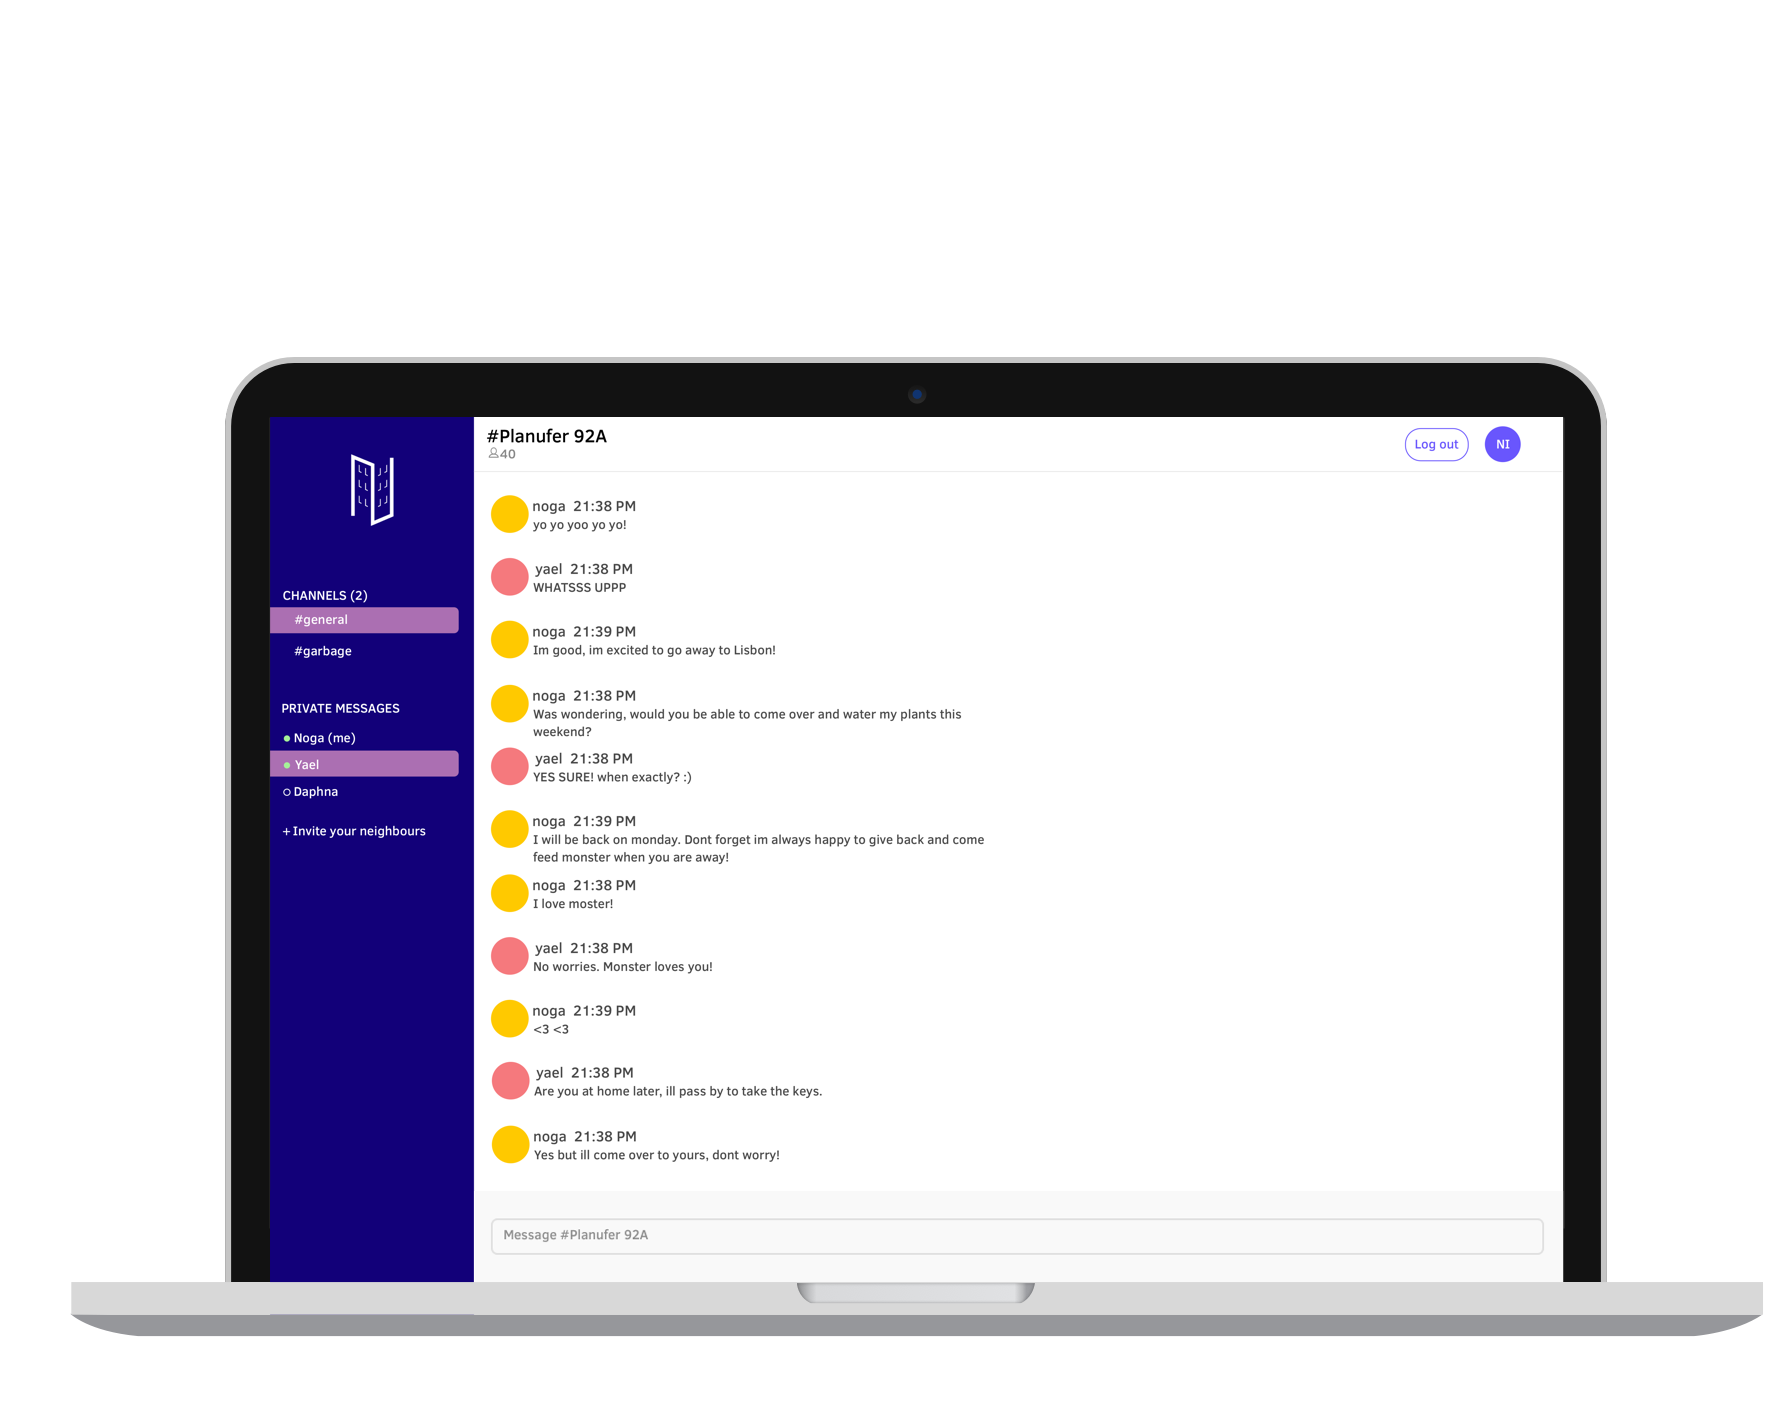 #Planufer 92A
40
Log out
NI
CHANNELS (2)
#general
#garbage
PRIVATE MESSAGES
Noga (me)
Yael
Daphna
+ Invite your neighbours
noga 21:38 PM
yo yo yoo yo yo!
yael 21:38 PM
WHATSSS UPPP
noga 21:39 PM
Im good, im excited to go away to Lisbon!
noga 21:38 PM
Was wondering, would you be able to come over and water my plants this
weekend?
yael 21:38 PM
YES SURE! when exactly? :)
noga 21:39 PM
I will be back on monday. Dont forget im always happy to give back and come
feed monster when you are away!
noga 21:38 PM
I love moster!
yael 21:38 PM
No worries. Monster loves you!
noga 21:39 PM
<3 <3
yael 21:38 PM
Are you at home later, ill pass by to take the keys.
noga 21:38 PM
Yes but ill come over to yours, dont worry!
Message #Planufer 92A